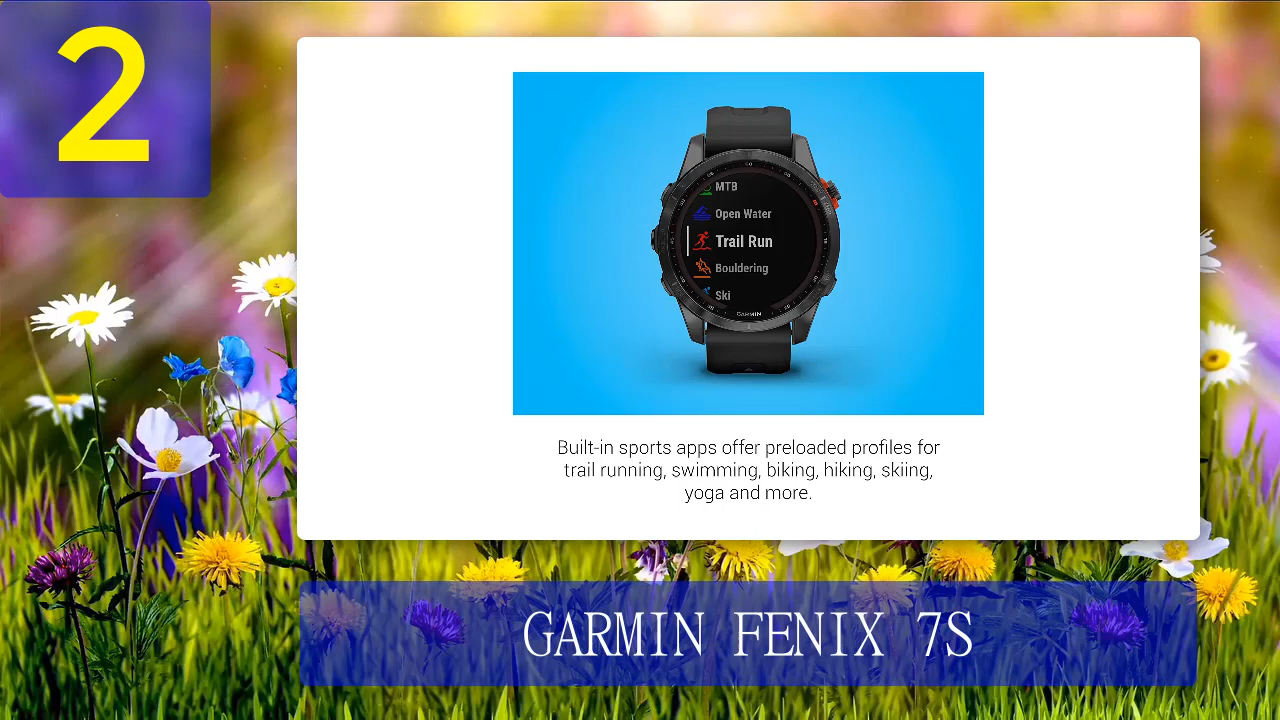 2
MTB
Open Water
Trail Run
Bouldering
Ski
GARMIN
Built-in sports apps offer preloaded profiles for
trail running, swimming, biking, hiking, skiing,
yoga and more.
GARMIN FENIX 7S